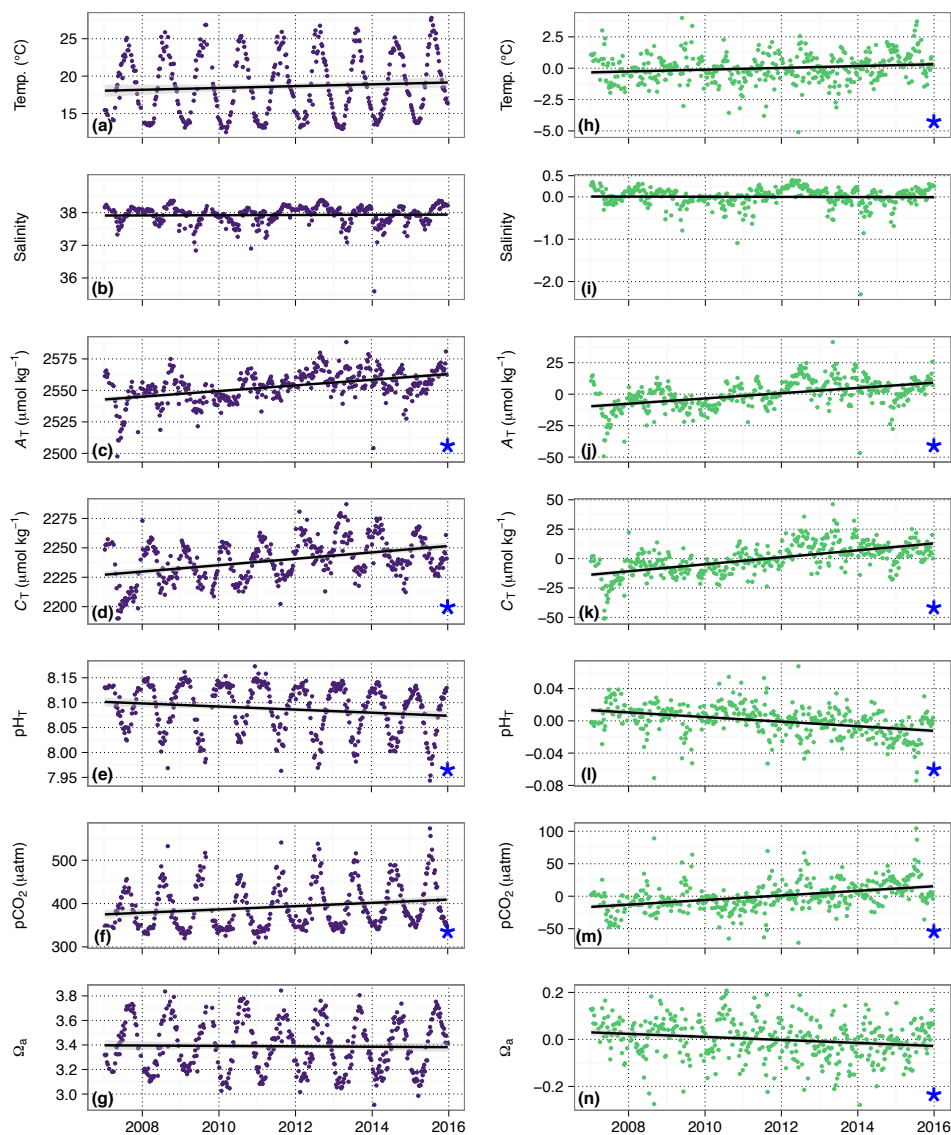 Temp. (°C)
25
20
15
(a)
Temp. (°C)
2.5
0.0
−2.5
−5.0
(h)
Salinity
38
37
36
(b)
Salinity
0.5
0.0
−1.0
−2.0
(i)
A_T (µmol kg⁻¹)
2575
2550
2525
2500
(c)
A_T (µmol kg⁻¹)
25
0
−25
−50
(j)
C_T (µmol kg⁻¹)
2275
2250
2225
2200
(d)
C_T (µmol kg⁻¹)
50
25
0
−25
−50
(k)
pH_T
8.15
8.10
8.05
8.00
7.95
(e)
pH_T
0.04
0.00
−0.04
−0.08
(l)
pCO₂ (µatm)
500
400
300
(f)
pCO₂ (µatm)
100
50
0
−50
(m)
Ωₐ
3.8
3.6
3.4
3.2
3.0
(g)
Ωₐ
0.2
0.0
−0.2
(n)
2008 2010 2012 2014 2016
2008 2010 2012 2014 2016